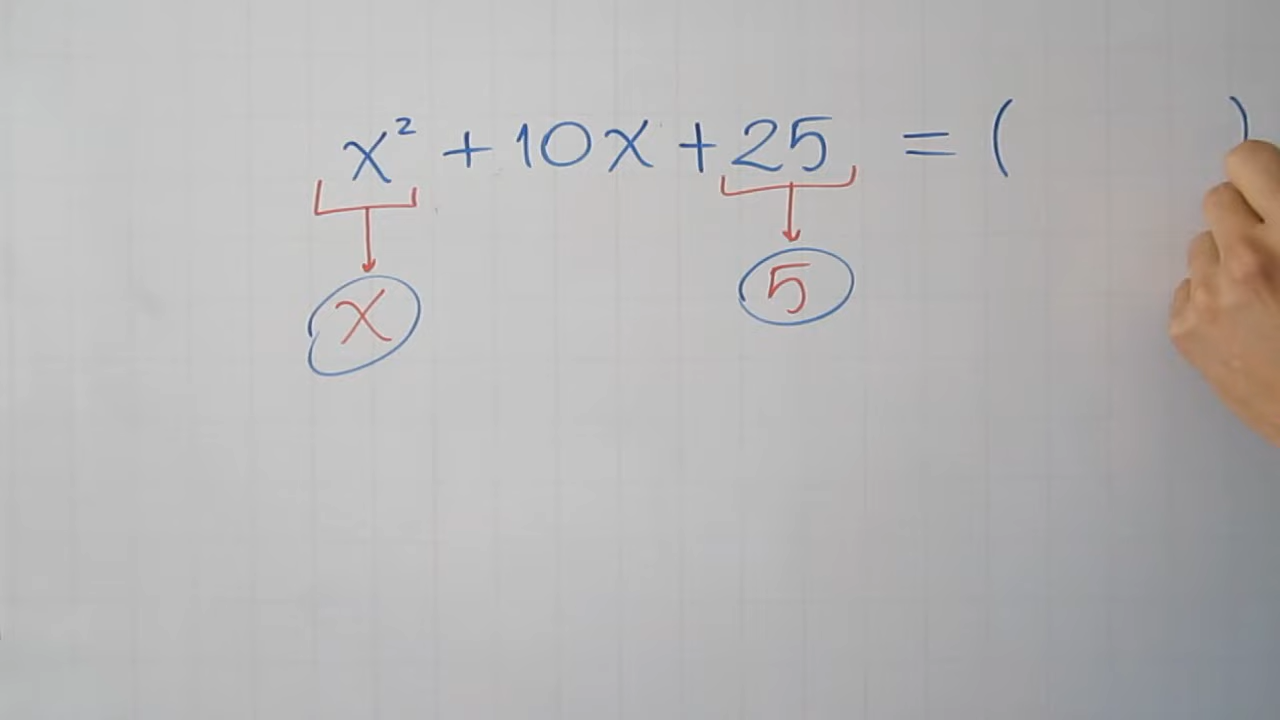 x² + 10x + 25 = ( )
x 5